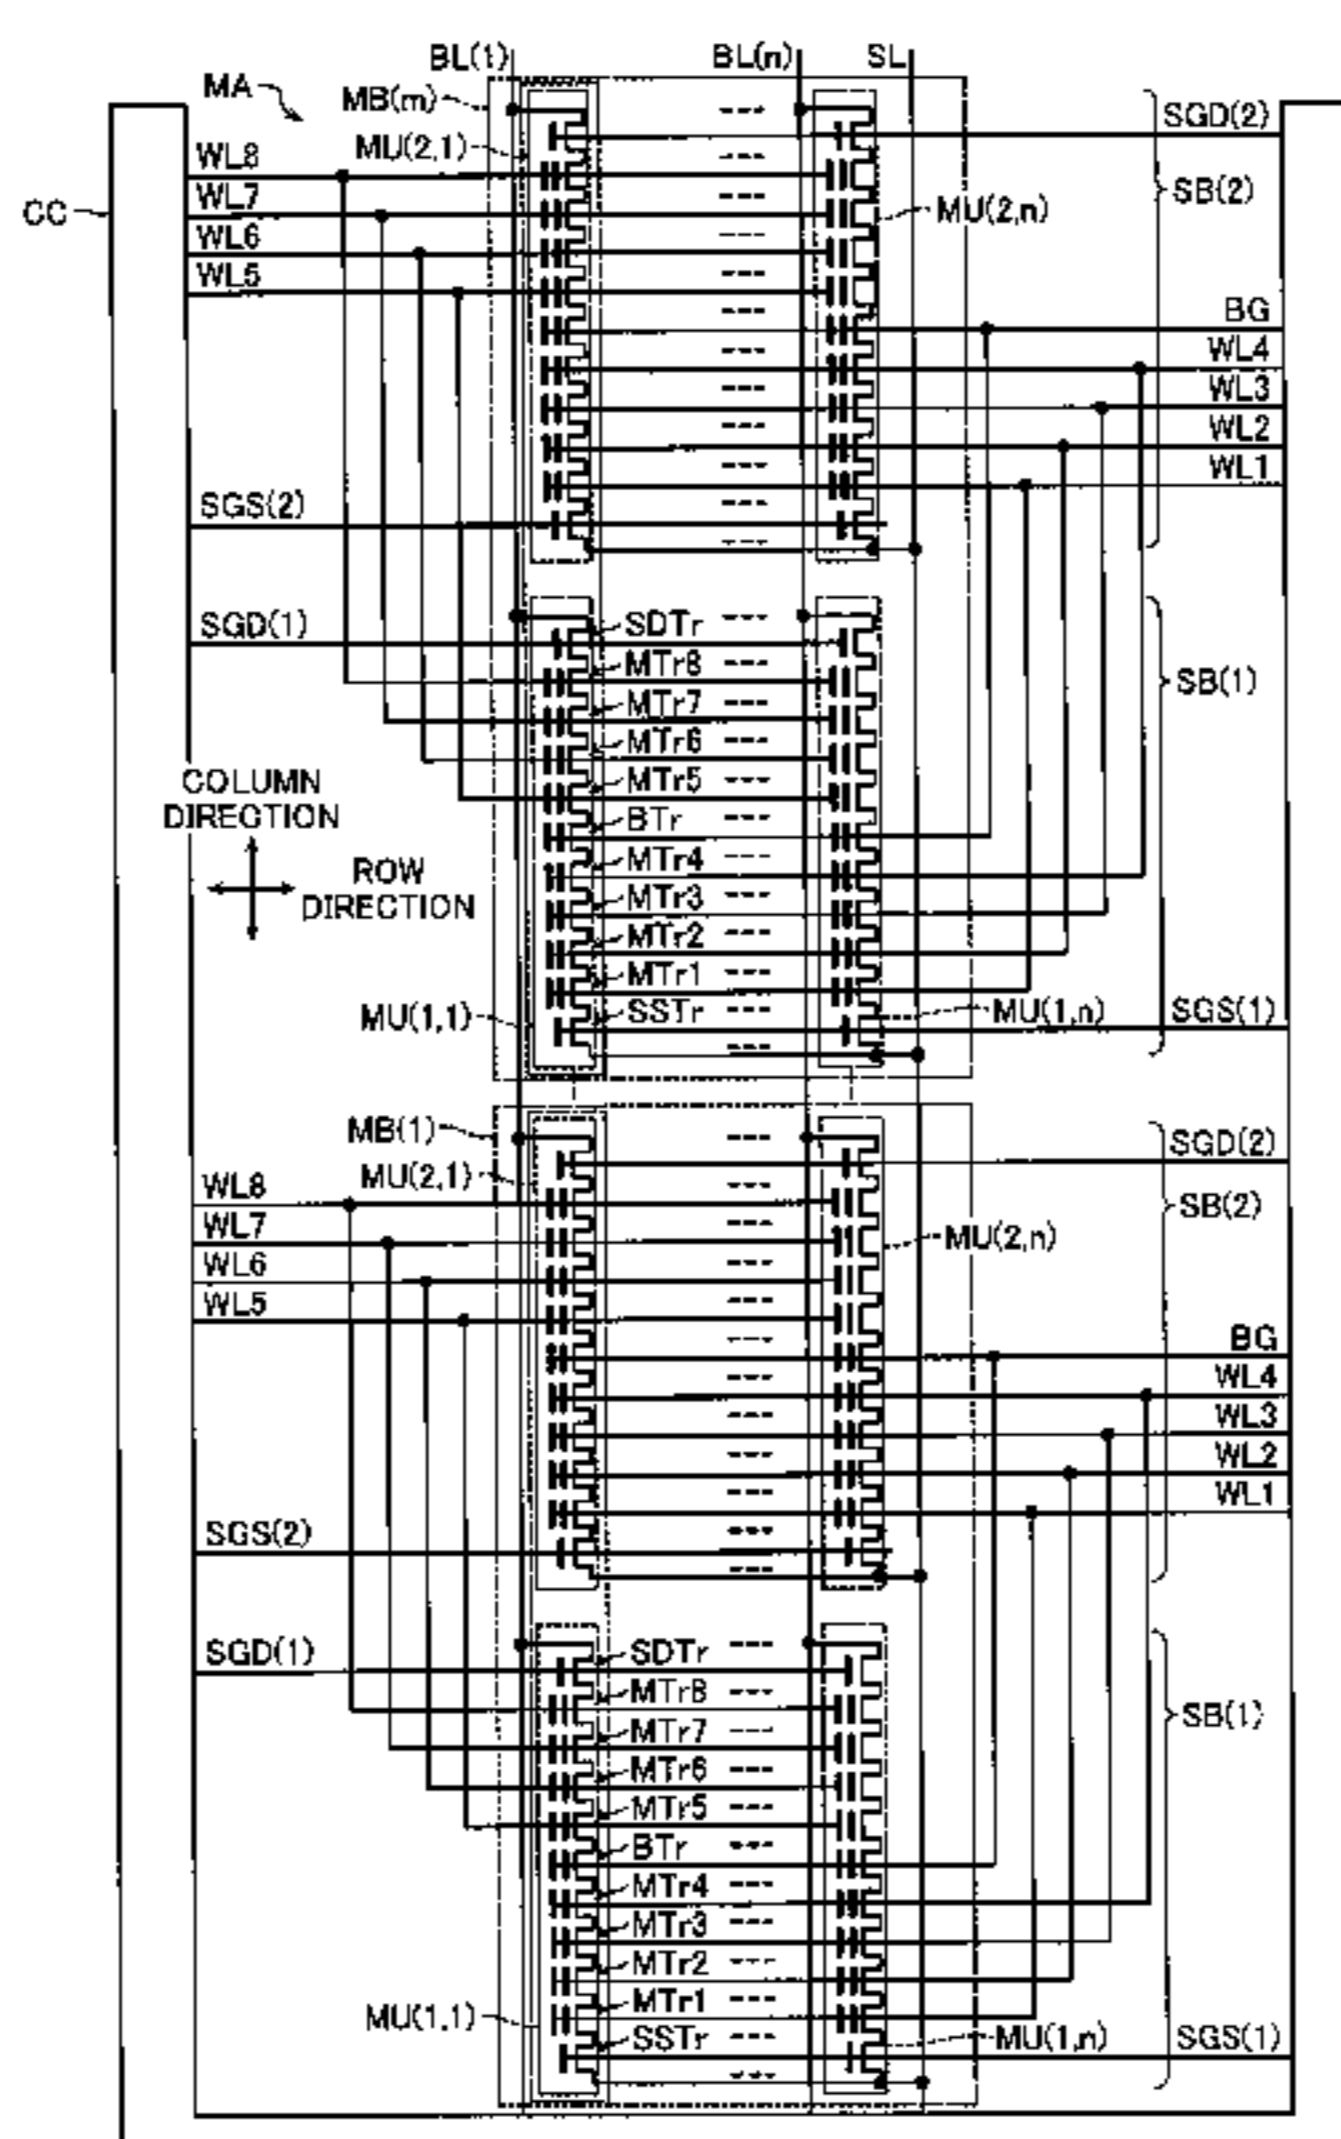 BL(1) BL(n) SL
MA
MB(m)
SGD(2)
MU(2,1)
WL8
SB(2)
WL7
CC
MU(2,n)
WL6
WL5
BG
WL4
WL3
WL2
WL1
SGS(2)
SGD(1)
SDTr
MTr8
SB(1)
MTr7
MTr6
COLUMN
DIRECTION
MTr5
BTr
MTr4
ROW
DIRECTION
MTr3
MTr2
MTr1
MU(1,1)
SSTr
MU(1,n)
SGS(1)
MB(1)
SGD(2)
MU(2,1)
WL8
SB(2)
WL7
MU(2,n)
WL6
WL5
BG
WL4
WL3
WL2
WL1
SGS(2)
SGD(1)
SDTr
MTr8
MTr7
SB(1)
MTr6
MTr5
BTr
MTr4
MTr3
MTr2
MTr1
MU(1,1)
SSTr
MU(1,n)
SGS(1)